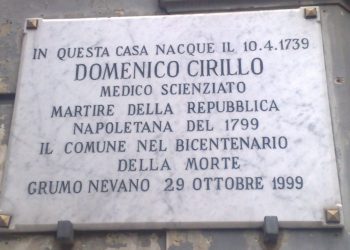 IN QUESTA CASA NACQUE IL 10.4.1739
DOMENICO CIRILLO
MEDICO SCIENZIATO
MARTIRE DELLA REPUBBLICA
NAPOLETANA DEL 1799
IL COMUNE NEL BICENTENARIO
DELLA MORTE
GRUMO NEVANO 29 OTTOBRE 1999